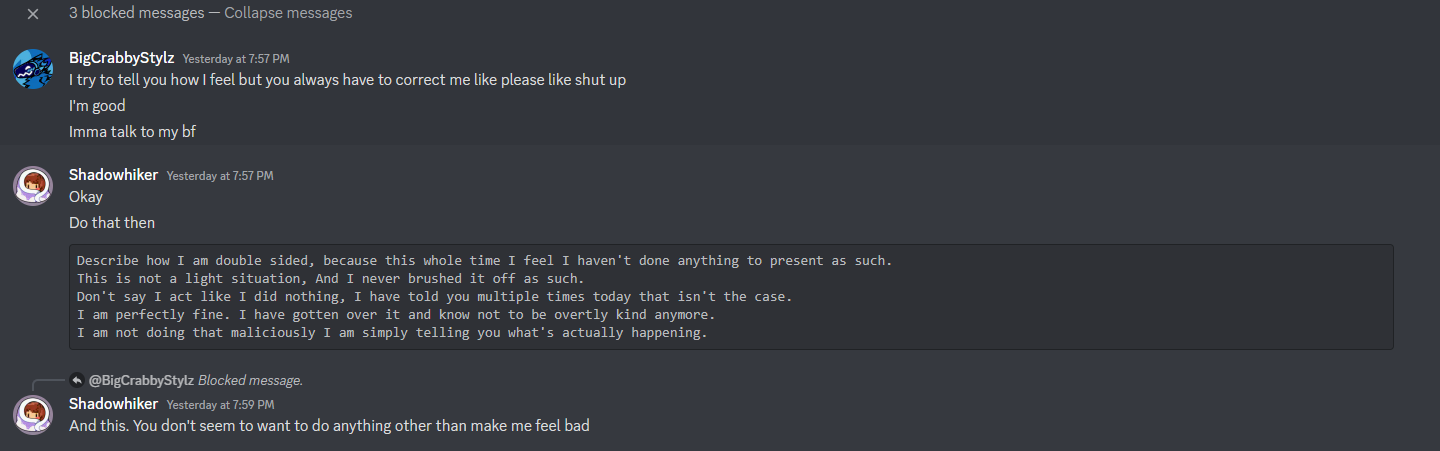 3 blocked messages — Collapse messages
BigCrabbyStylz Yesterday at 7:57 PM
I try to tell you how I feel but you always have to correct me like please like shut up
I'm good
Imma talk to my bf
Shadowhiker Yesterday at 7:57 PM
Okay
Do that then
Describe how I am double sided, because this whole time I feel I haven't done anything to present as such.
This is not a light situation, And I never brushed it off as such.
Don't say I act like I did nothing, I have told you multiple times today that isn't the case.
I am perfectly fine. I have gotten over it and know not to be overtly kind anymore.
I am not doing that maliciously I am simply telling you what's actually happening.
@BigCrabbyStylz Blocked message.
Shadowhiker Yesterday at 7:59 PM
And this. You don't seem to want to do anything other than make me feel bad